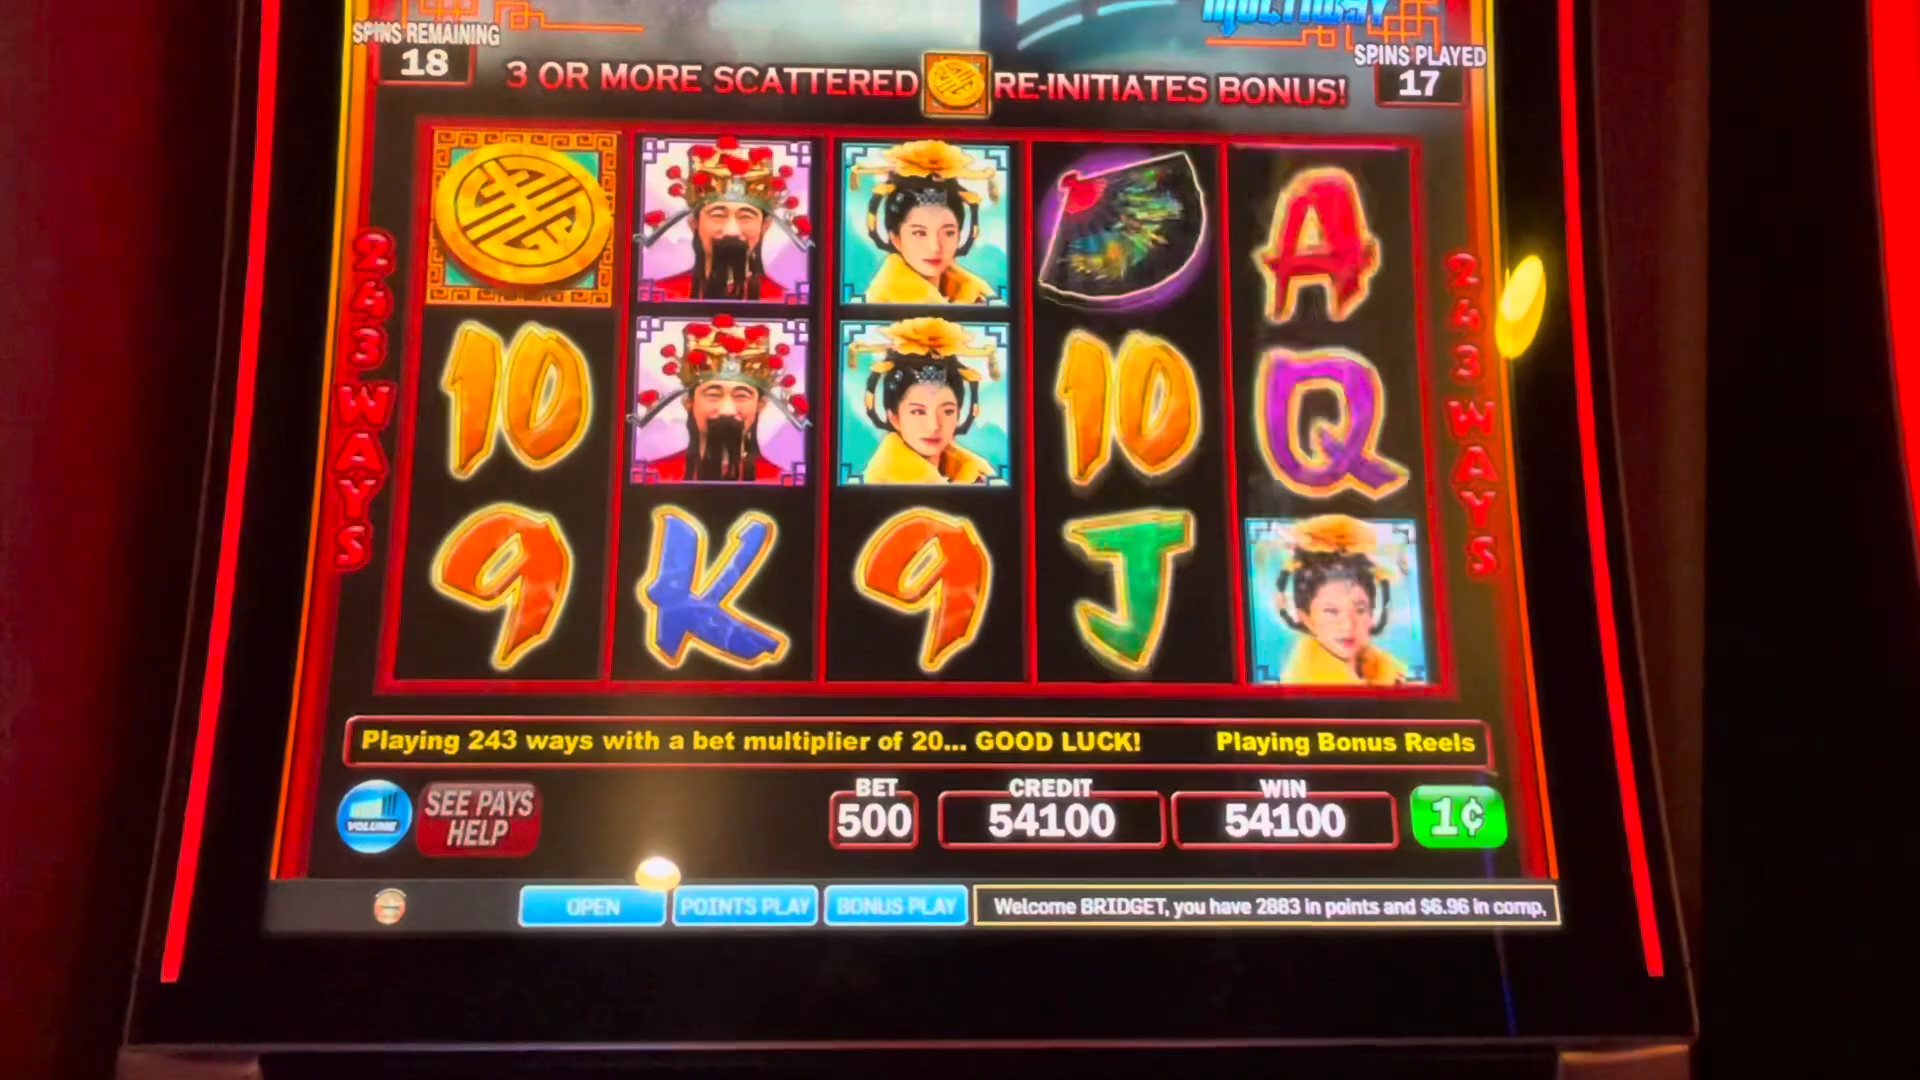 MULTIWAY
SPINS REMAINING
18
3 OR MORE SCATTERED RE-INITIATES BONUS!
SPINS PLAYED
17
243 WAYS
243 WAYS
A
10
10
Q
9
K
9
J
Playing 243 ways with a bet multiplier of 20... GOOD LUCK!
Playing Bonus Reels
VOLUME
SEE PAYS
HELP
BET
500
CREDIT
54100
WIN
54100
1¢
OPEN
POINTS PLAY
BONUS PLAY
Welcome BRIDGET, you have 2883 in points and $6.96 in comp,